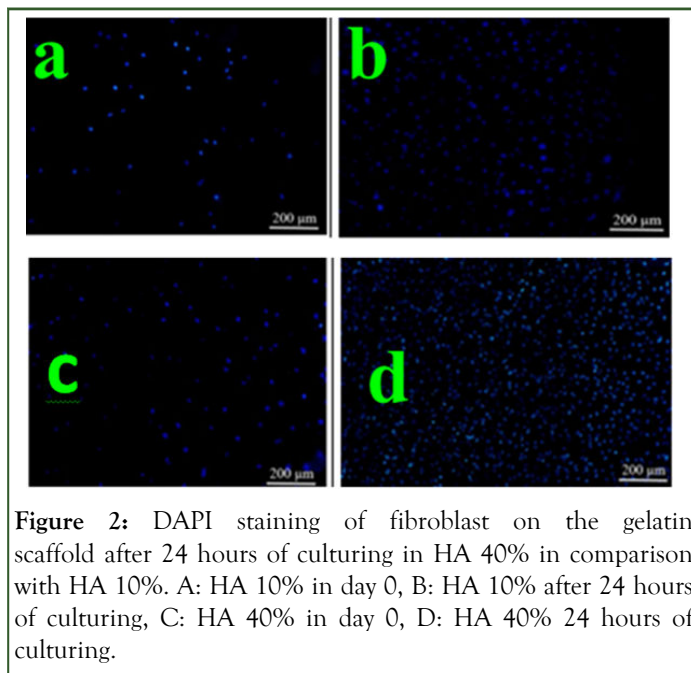 a
b
200 µm
200 µm
c
d
200 µm
200 µm
Figure 2: DAPI staining of fibroblast on the gelatin
scaffold after 24 hours of culturing in HA 40% in comparison
with HA 10%. A: HA 10% in day 0, B: HA 10% after 24 hours
of culturing, C: HA 40% in day 0, D: HA 40% 24 hours of
culturing.